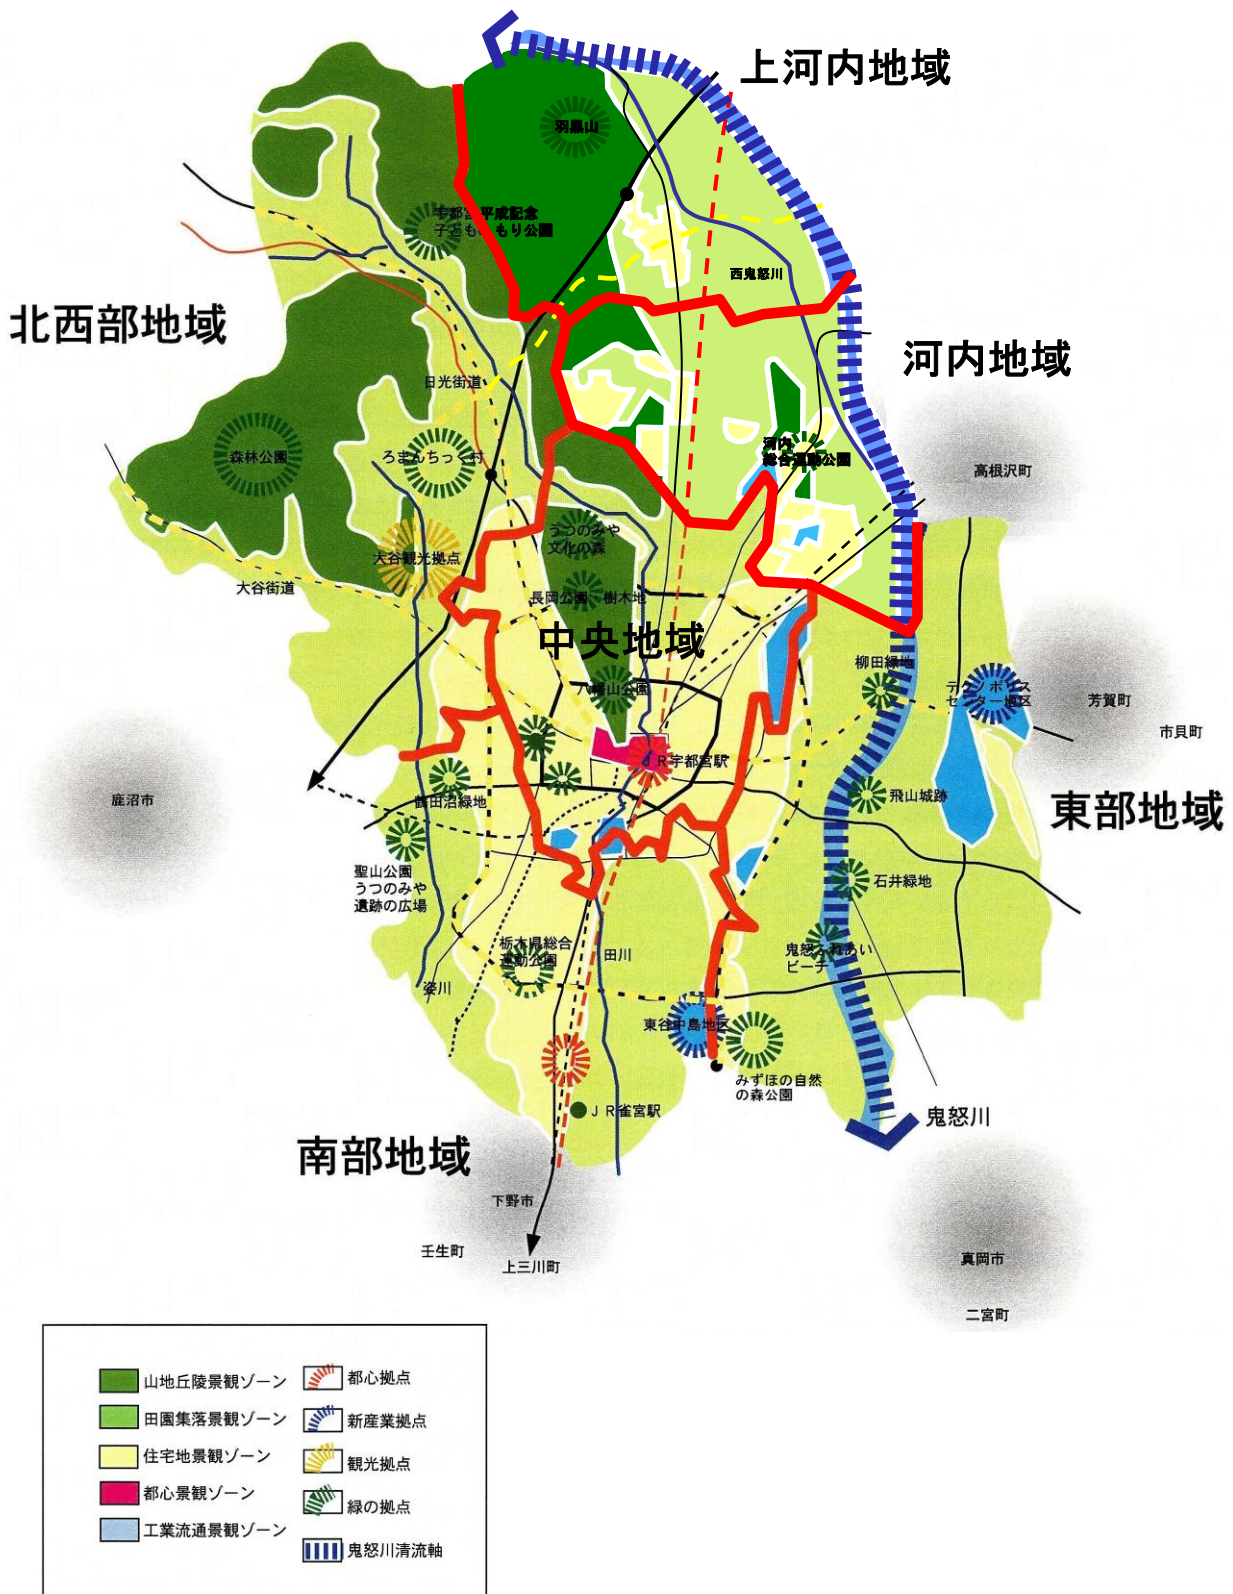 上河内地域
羽黒山
宇都宮平成記念
子どものもり公園
西鬼怒川
北西部地域
河内地域
日光街道
森林公園
ろまんちっく村
河内
総合運動公園
高根沢町
うつのみや
文化の森
大谷観光拠点
大谷街道
長岡公園・樹木地
中央地域
柳田緑地
八幡山公園
テクノポリス
センター地区
芳賀町
市貝町
JR宇都宮駅
鹿沼市
鶴田沼緑地
飛山城跡
東部地域
聖山公園
うつのみや
遺跡の広場
石井緑地
栃木県総合
運動公園
田川
鬼怒ふれあい
ビーチ
姿川
東谷中島地区
みずほの自然
の森公園
JR雀宮駅
鬼怒川
南部地域
下野市
壬生町
上三川町
真岡市
二宮町
山地丘陵景観ゾーン
都心拠点
田園集落景観ゾーン
新産業拠点
住宅地景観ゾーン
観光拠点
都心景観ゾーン
緑の拠点
工業流通景観ゾーン
鬼怒川清流軸